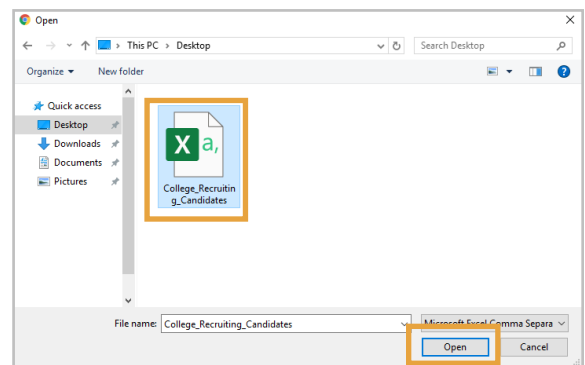 Open
This PC > Desktop
Search Desktop
Organize
New folder
Quick access
Desktop
Downloads
Documents
Pictures
X a,
College_Recruitin
g_Candidates
File name:
College_Recruiting_Candidates
Microsoft Excel Comma Separa
Open
Cancel